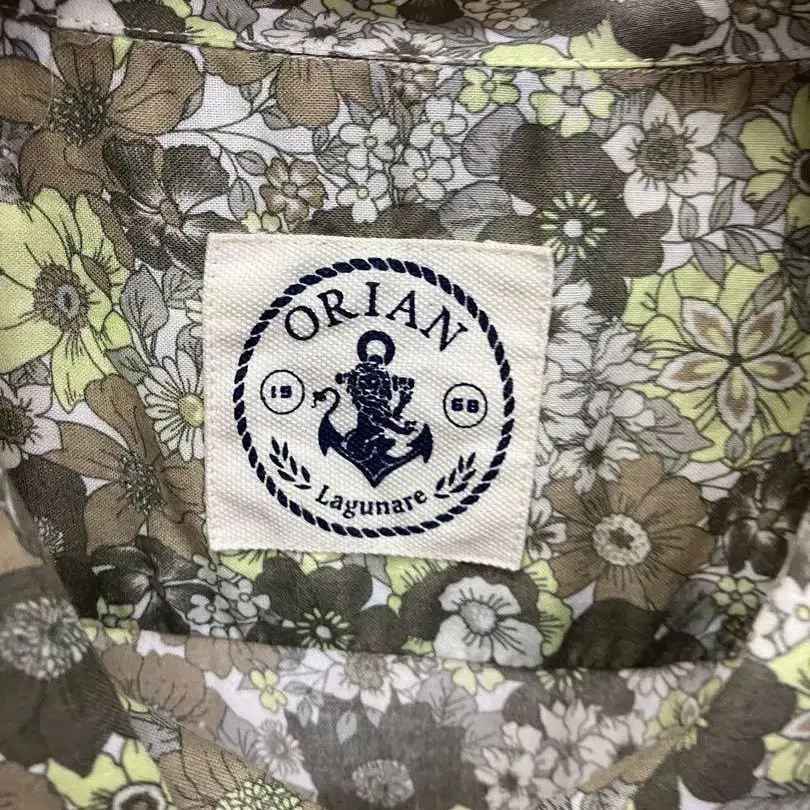 ORIAN
19 68
Lagunare